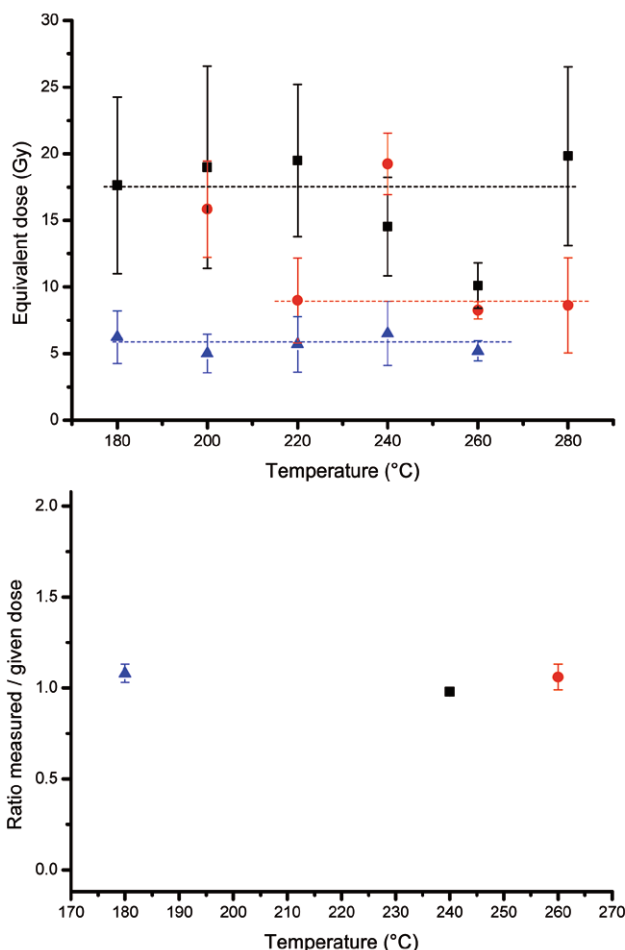 30
25
20
15
10
5
0
Equivalent dose (Gy)
180 200 220 240 260 280
Temperature (°C)
2.0
1.5
1.0
0.5
0.0
Ratio measured / given dose
170 180 190 200 210 220 230 240 250 260 270
Temperature (°C)